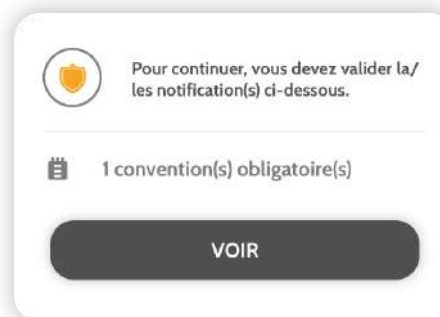 Pour continuer, vous devez valider la/
les notification(s) ci-dessous.
1 convention(s) obligatoire(s)
VOIR